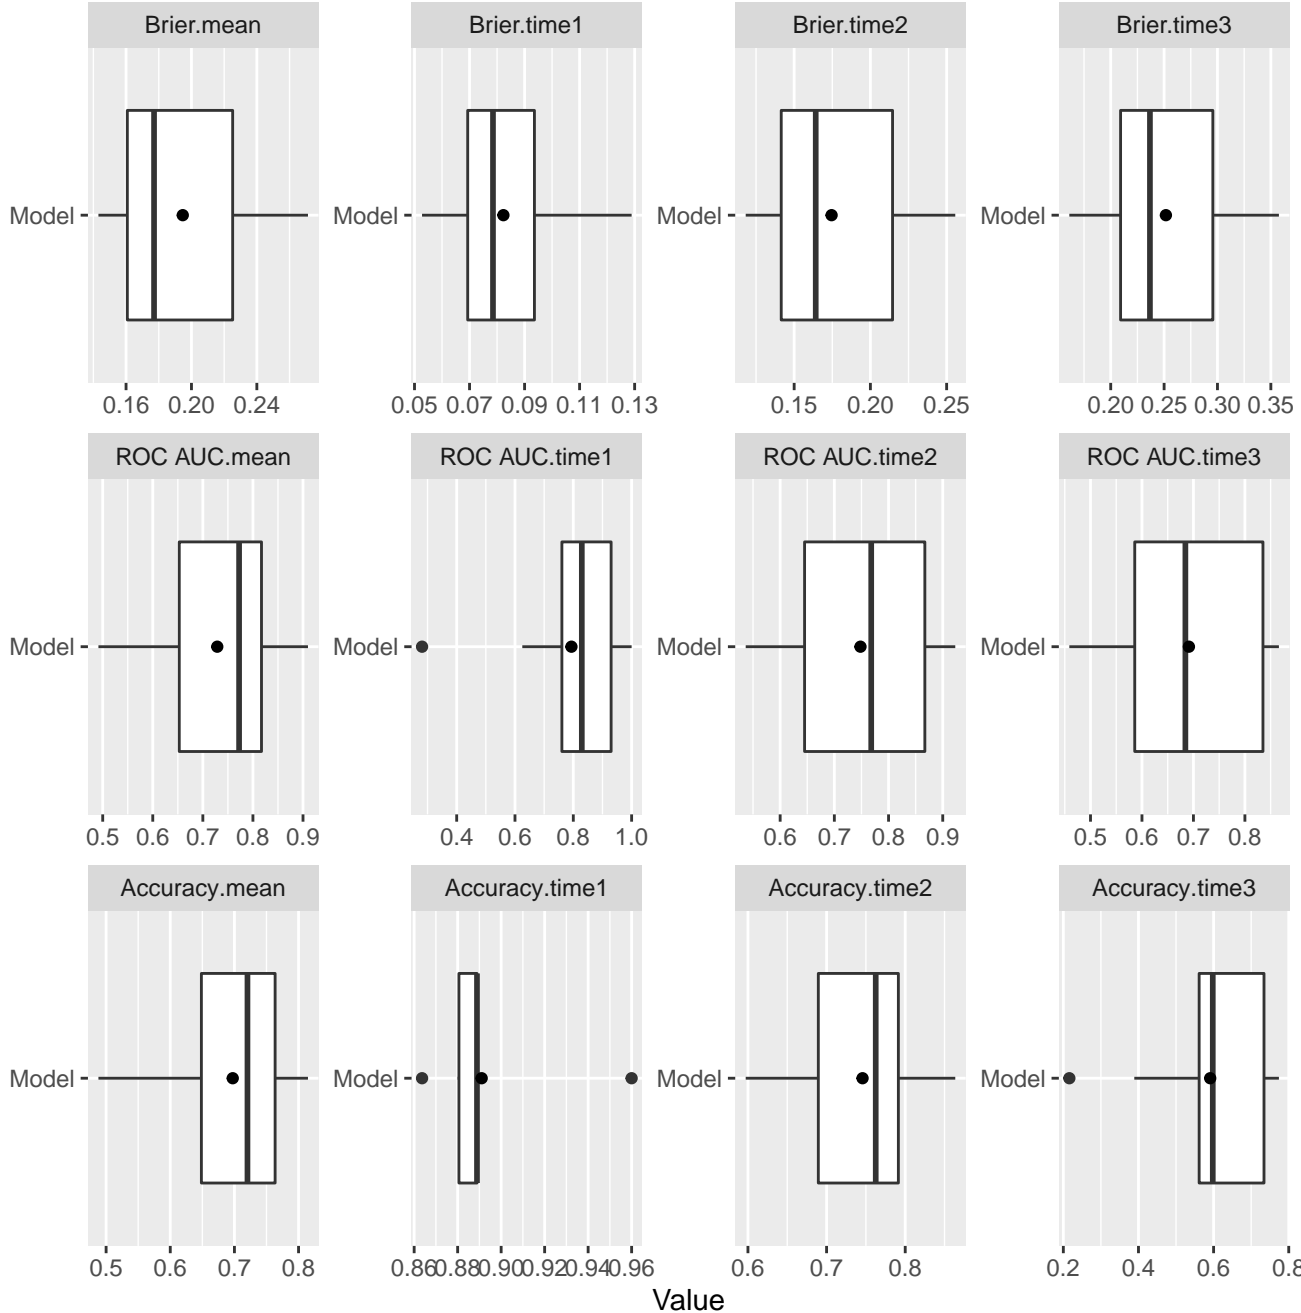 Brier.mean Brier.time1 Brier.time2 Brier.time3
Model Model Model Model
0.16 0.20 0.24 0.05 0.07 0.09 0.11 0.13 0.15 0.20 0.25 0.20 0.25 0.30 0.35
ROC AUC.mean ROC AUC.time1 ROC AUC.time2 ROC AUC.time3
Model Model Model Model
0.5 0.6 0.7 0.8 0.9 0.4 0.6 0.8 1.0 0.6 0.7 0.8 0.9 0.5 0.6 0.7 0.8
Accuracy.mean Accuracy.time1 Accuracy.time2 Accuracy.time3
Model Model Model Model
0.5 0.6 0.7 0.8 0.86 0.88 0.90 0.92 0.94 0.96 0.6 0.7 0.8 0.2 0.4 0.6 0.8
Value